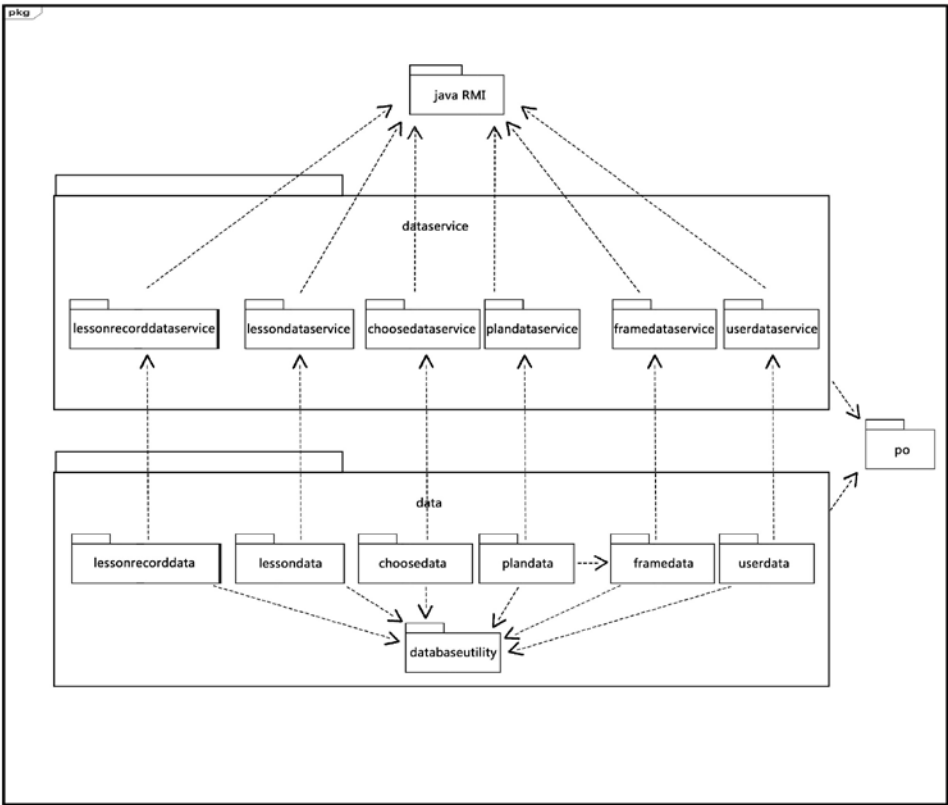 pkg
java RMI
dataservice
lessonrecorddataservice
lessondataservice
choosedataservice
plandataservice
framedataservice
userdataservice
po
data
lessonrecorddata
lessondata
choosedata
plandata
framedata
userdata
databaseutility